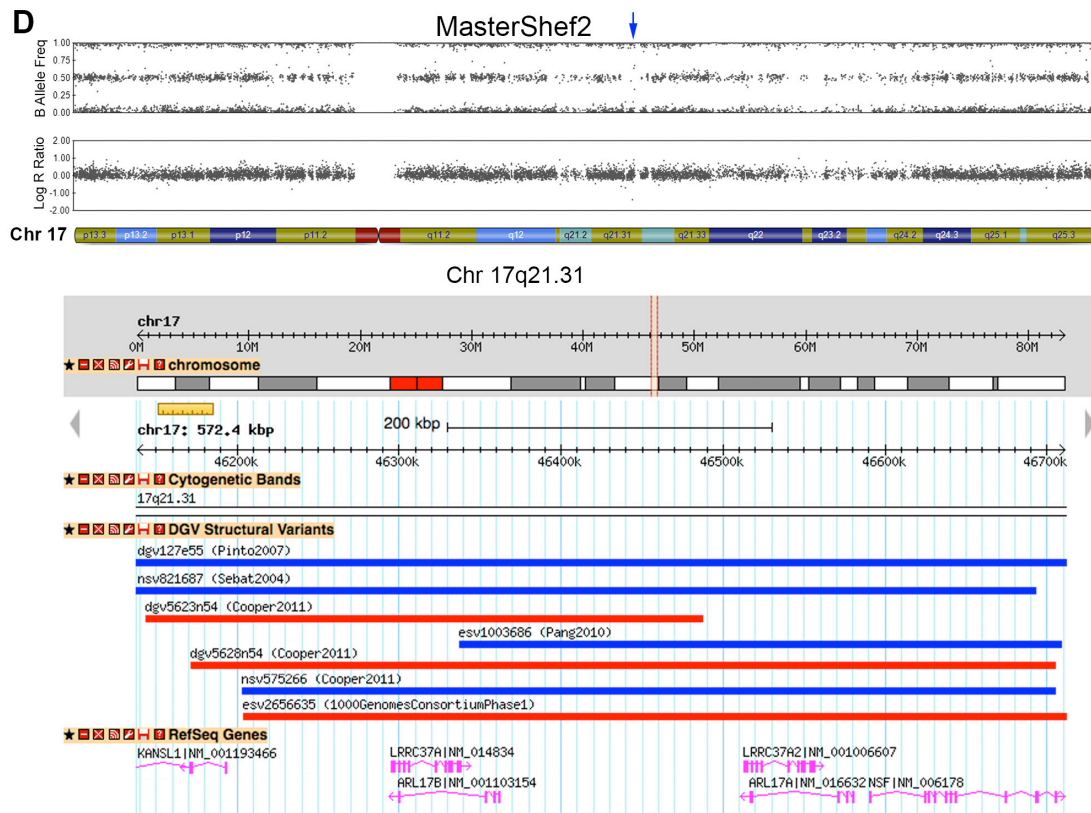 D
MasterShef2
B Allele Freq
1.00
0.75
0.50
0.25
0.00
Log R Ratio
2.00
1.00
0.00
-1.00
-2.00
Chr 17 p13.3 p13.2 p13.1 p12 p11.2 q11.2 q12 q21.2 q21.31 q21.33 q22 q23.2 q24.2 q24.3 q25.1 q25.3
Chr 17q21.31
chr17
0M 10M 20M 30M 40M 50M 60M 70M 80M
chromosome
200 kbp
chr17: 572.4 kbp
46200k 46300k 46400k 46500k 46600k 46700k
Cytogenetic Bands
17q21.31
DGV Structural Variants
dgv127e55 (Pinto2007)
nsv821687 (Sebat2004)
dgv5623n54 (Cooper2011)
esv1003686 (Pang2010)
dgv5628n54 (Cooper2011)
nsv575266 (Cooper2011)
esv2656635 (1000GenomesConsortiumPhase1)
RefSeq Genes
KANSL1|NM_001193466 LRRC37A|NM_014834 LRRC37A2|NM_001006607
ARL17B|NM_001103154 ARL17A|NM_016632 NSF|NM_006178